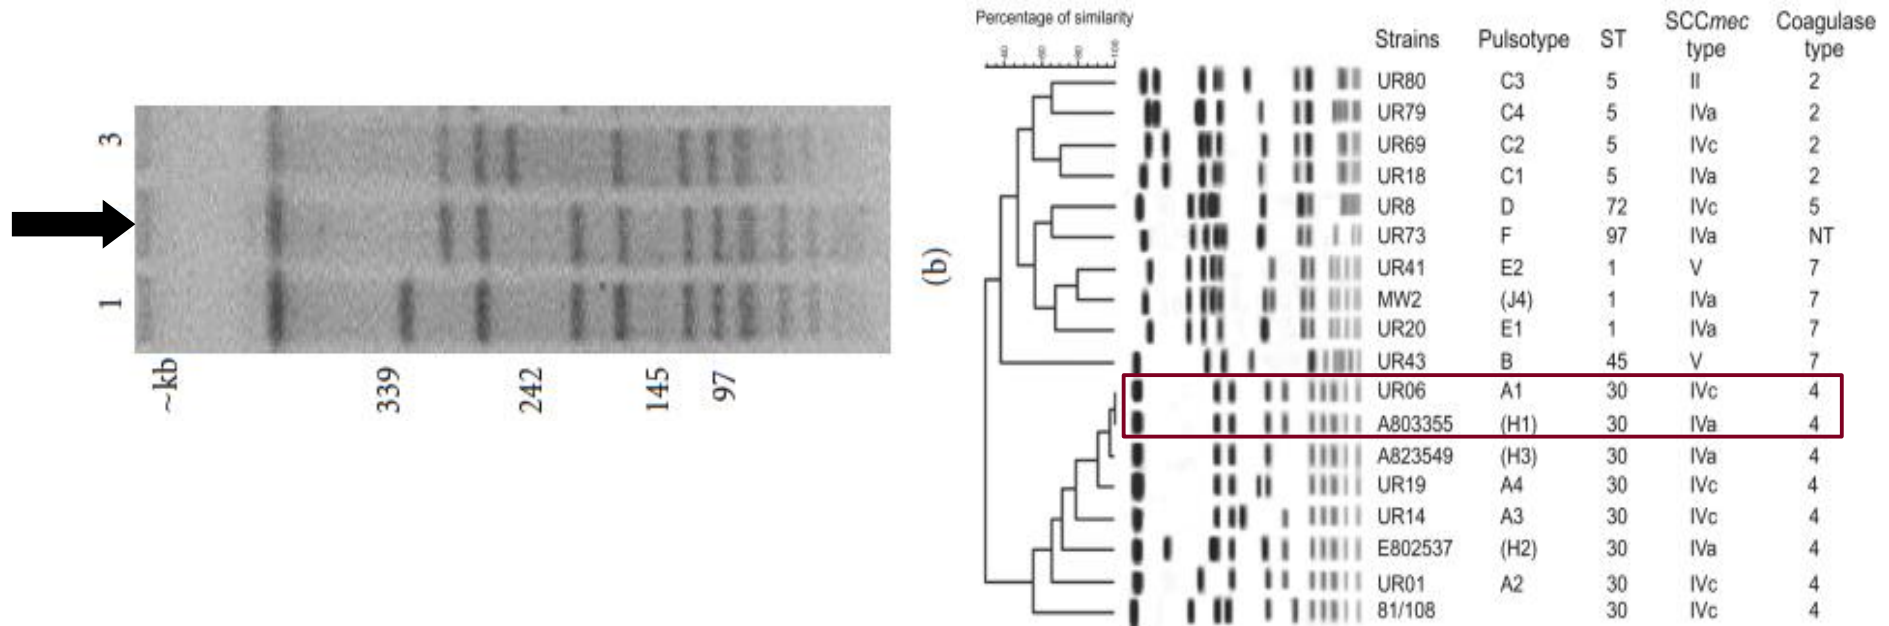 3
1
~kb
339
242
145
97
(b)
Percentage of similarity
40 60 80 100
Strains Pulsotype ST SCCmec type Coagulase type
UR80 C3 5 II 2
UR79 C4 5 IVa 2
UR69 C2 5 IVc 2
UR18 C1 5 IVa 2
UR8 D 72 IVc 5
UR73 F 97 IVa NT
UR41 E2 1 V 7
MW2 (J4) 1 IVa 7
UR20 E1 1 IVa 7
UR43 B 45 V 7
UR06 A1 30 IVc 4
A803355 (H1) 30 IVa 4
A823549 (H3) 30 IVa 4
UR19 A4 30 IVc 4
UR14 A3 30 IVc 4
E802537 (H2) 30 IVa 4
UR01 A2 30 IVc 4
81/108 30 IVc 4